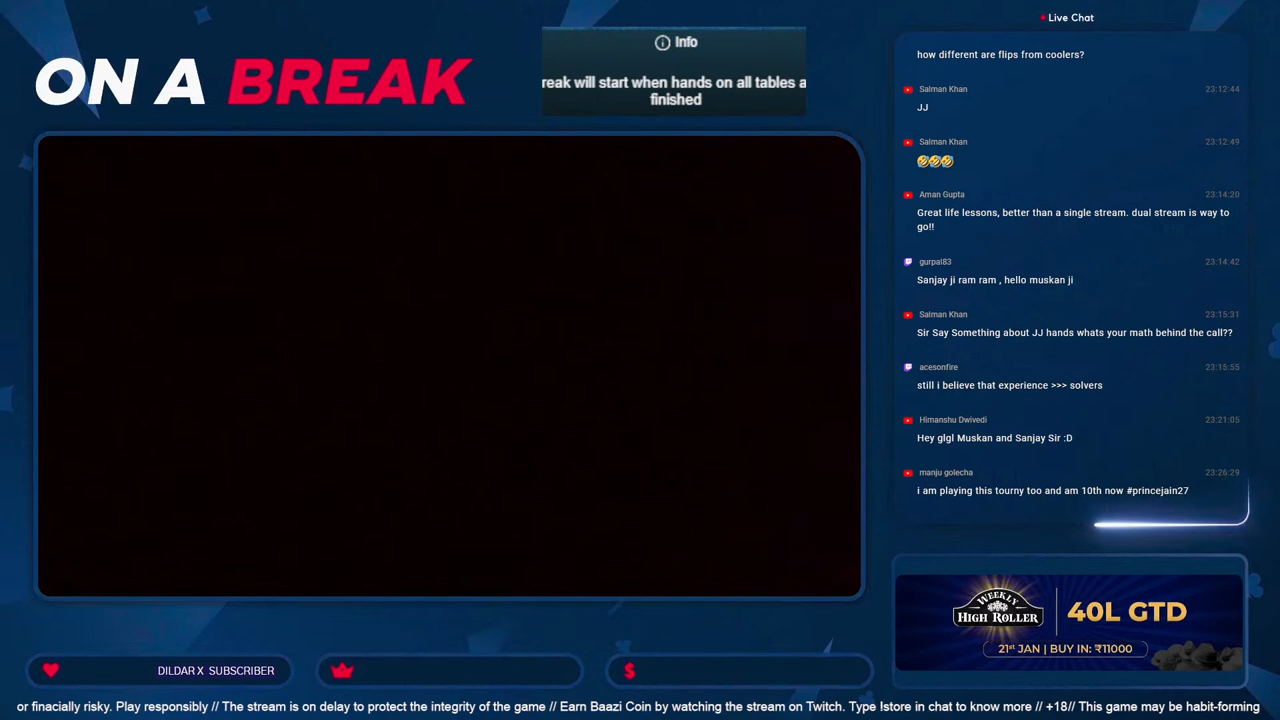 ON A BREAK
Info
reak will start when hands on all tables a
finished
Live Chat
how different are flips from coolers?
Salman Khan 23:12:44
JJ
Salman Khan 23:12:49
🤣🤣🤣
Aman Gupta 23:14:20
Great life lessons, better than a single stream. dual stream is way to
go!!
gurpal83 23:14:42
Sanjay ji ram ram , hello muskan ji
Salman Khan 23:15:31
Sir Say Something about JJ hands whats your math behind the call??
acesonfire 23:15:55
still i believe that experience >>> solvers
Himanshu Dwivedi 23:21:05
Hey glgl Muskan and Sanjay Sir :D
manju golecha 23:26:29
i am playing this tourny too and am 10th now #princejain27
WEEKLY
HIGH ROLLER
40L GTD
21st JAN | BUY IN: ₹11000
DILDAR X SUBSCRIBER
or finacially risky. Play responsibly // The stream is on delay to protect the integrity of the game // Earn Baazi Coin by watching the stream on Twitch. Type !store in chat to know more // +18// This game may be habit-forming